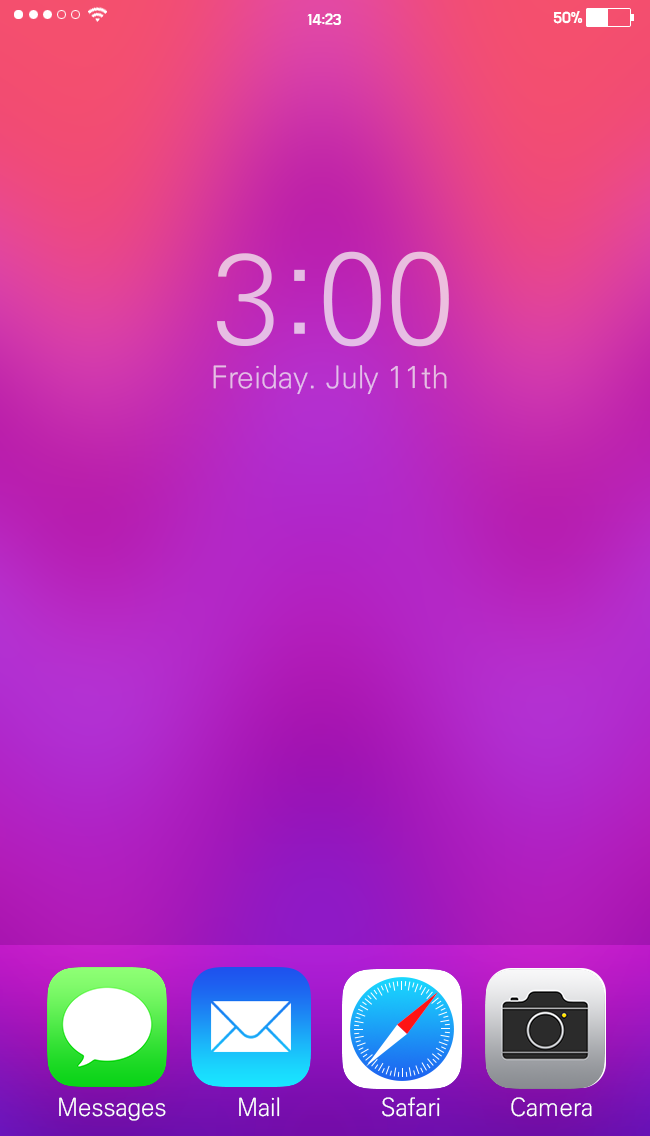 14:23
50%
3:00
Freiday. July 11th
Messages
Mail
Safari
Camera